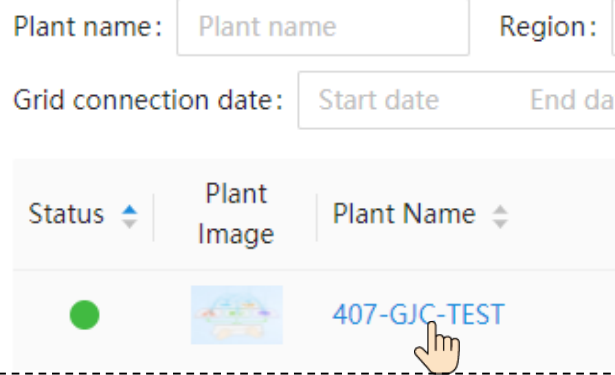 Plant name: Plant name Region:
Grid connection date: Start date End da
Status Plant Image Plant Name
407-GJC-TEST